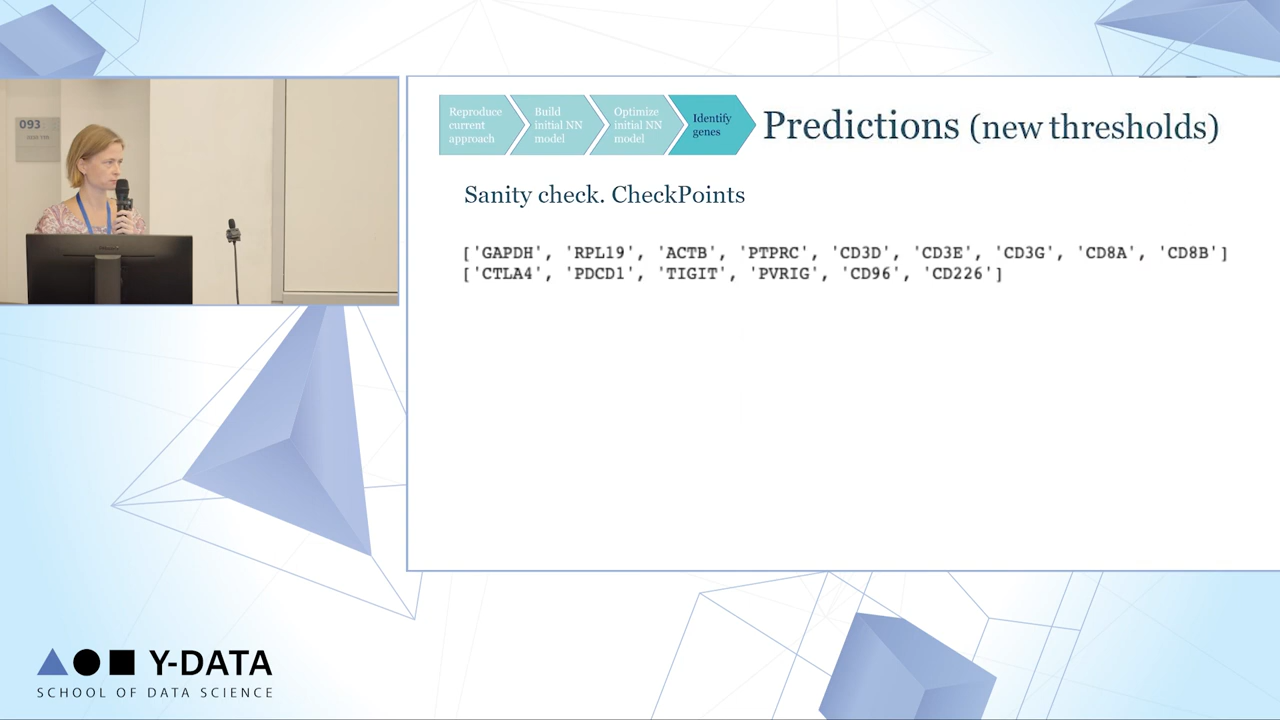 093
Reproduce
current
approach
Build
initial NN
model
Optimize
initial NN
model
Identify
genes
Predictions (new thresholds)
Sanity check. CheckPoints
['GAPDH', 'RPL19', 'ACTB', 'PTPRC', 'CD3D', 'CD3E', 'CD3G', 'CD8A', 'CD8B']
['CTLA4', 'PDCD1', 'TIGIT', 'PVRIG', 'CD96', 'CD226']
Y-DATA
SCHOOL OF DATA SCIENCE